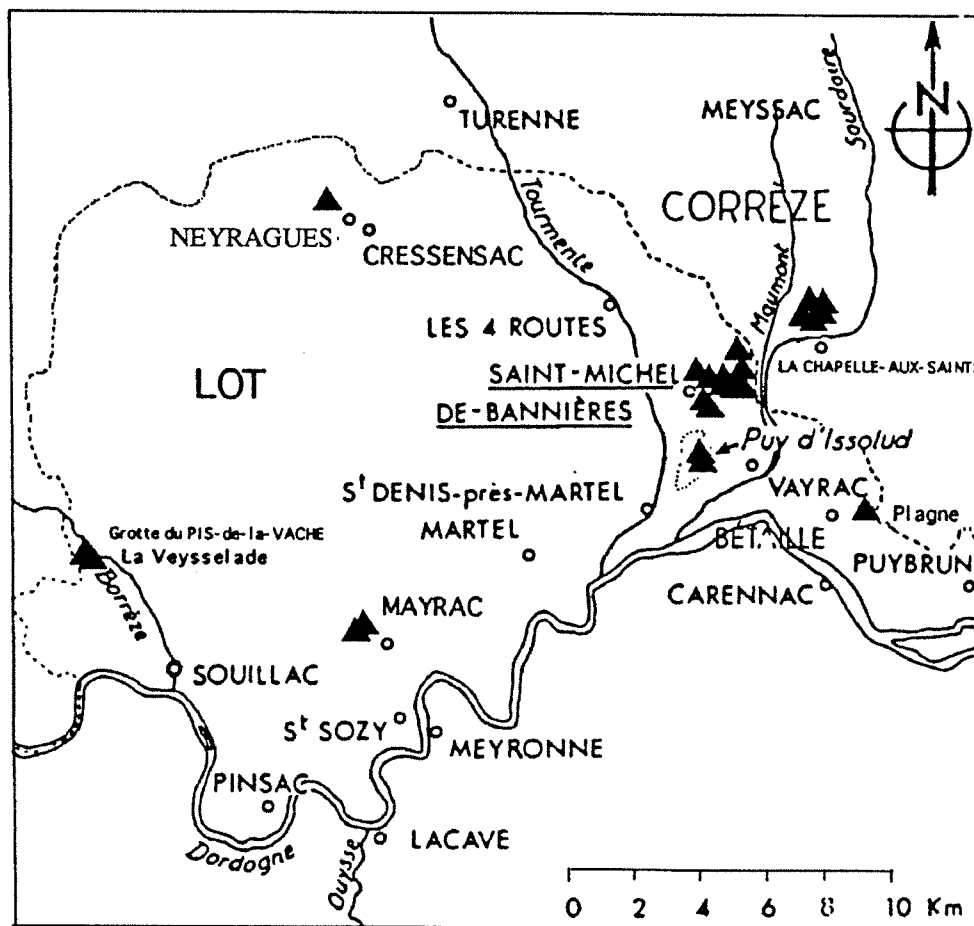 N
TURENNE
MEYSSAC
Sourdoire
CORRÈZE
NEYRAGUES
CRESSENSAC
Tourmente
Maumont
LES 4 ROUTES
LA CHAPELLE-AUX-SAINTS
LOT
SAINT-MICHEL
DE-BANNIÈRES
Puy d'Issolud
St DENIS-près-MARTEL
MARTEL
VAYRAC
Plagne
Grotte du PIS-de-la-VACHE
La Veysselade
PUYBRUN
Borrèze
CARENNAC
MAYRAC
SOUILLAC
St SOZY
MEYRONNE
PINSAC
LACAVE
Dordogne
Ouysse
0 2 4 6 8 10 Km